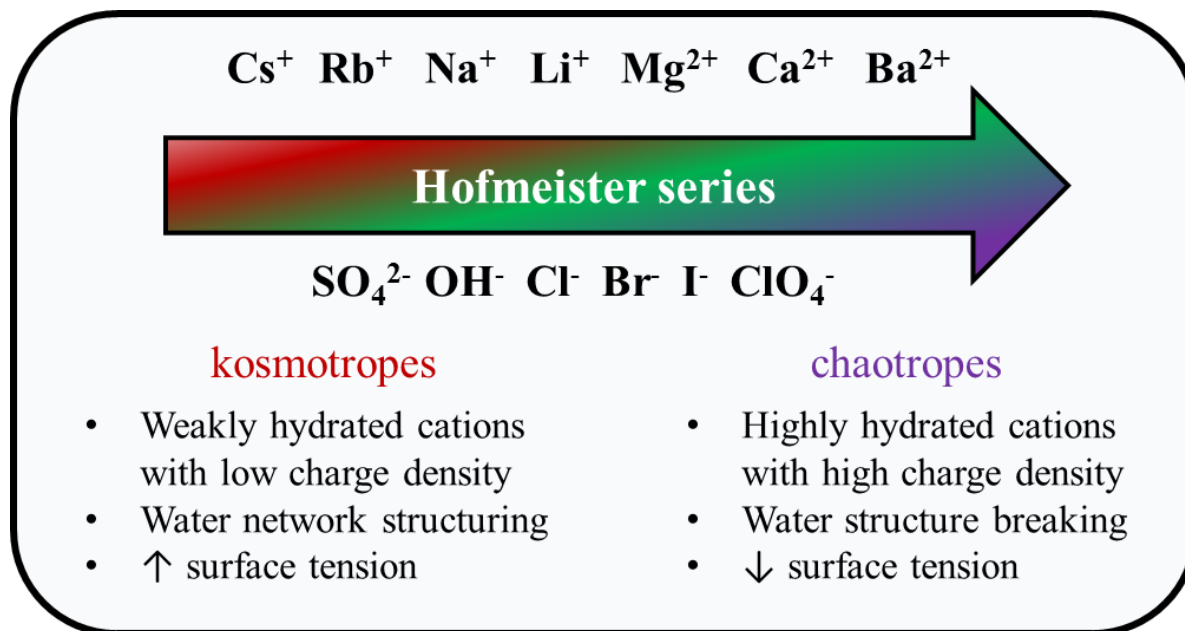 Cs⁺ Rb⁺ Na⁺ Li⁺ Mg²⁺ Ca²⁺ Ba²⁺
Hofmeister series
SO₄²⁻ OH⁻ Cl⁻ Br⁻ I⁻ ClO₄⁻
kosmotropes
• Weakly hydrated cations
with low charge density
• Water network structuring
• ↑ surface tension
chaotropes
• Highly hydrated cations
with high charge density
• Water structure breaking
• ↓ surface tension